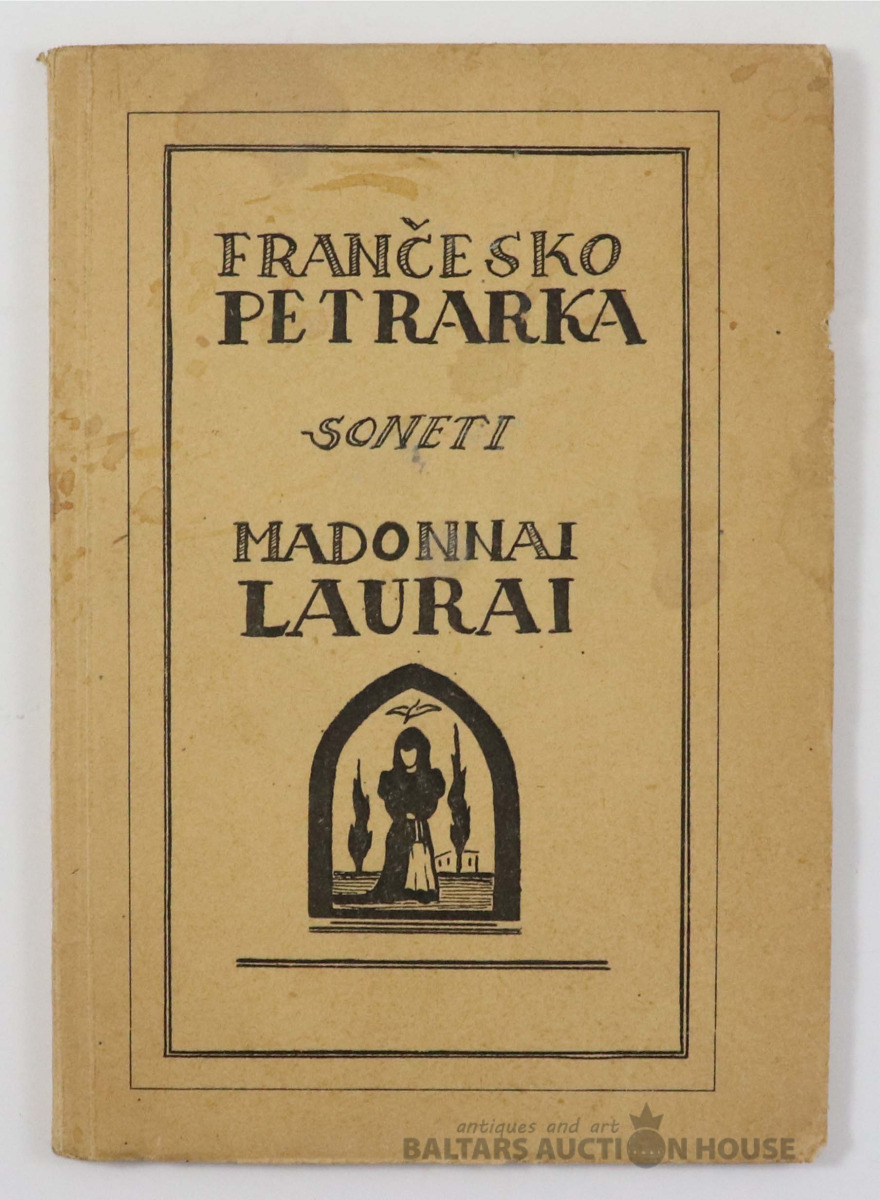 FRANČESKO
PETRARKA
SONETI
MADONNAI
LAURAI
antiques and art
BALTARS AUCTION HOUSE